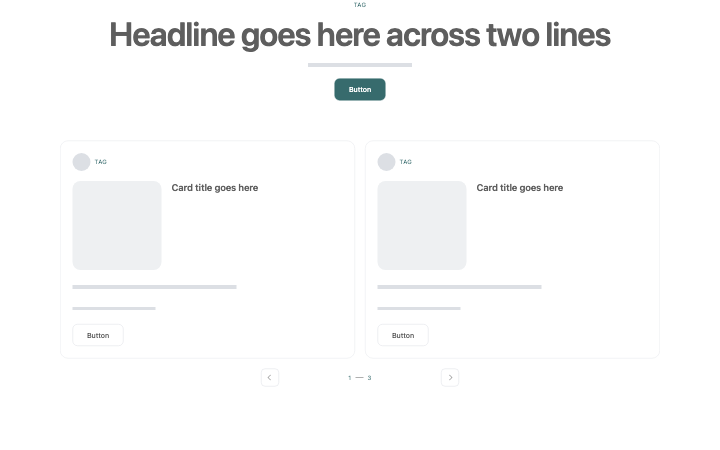 TAG
Headline goes here across two lines
Button
TAG
Card title goes here
Button
TAG
Card title goes here
Button
1 — 3